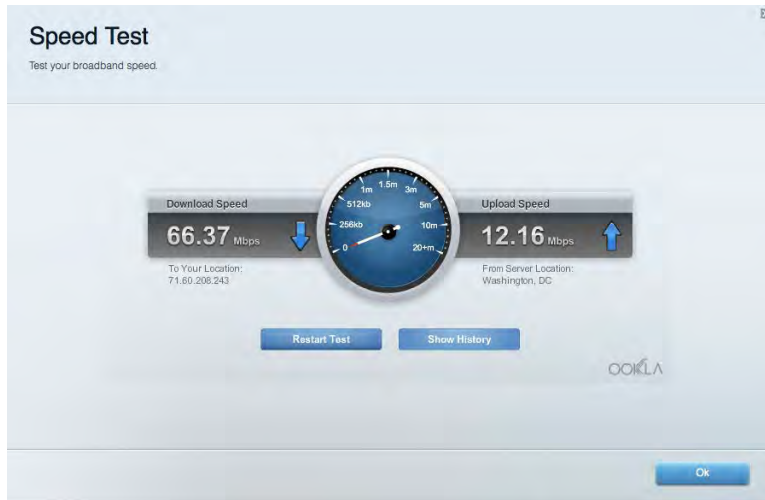 Speed Test
Test your broadband speed.
Download Speed
66.37 Mbps
To Your Location:
71.60.208.243
0
256kb
512kb
1m
1.5m
3m
5m
10m
20+m
Upload Speed
12.16 Mbps
From Server Location:
Washington, DC
Restart Test
Show History
OOKLA
Ok